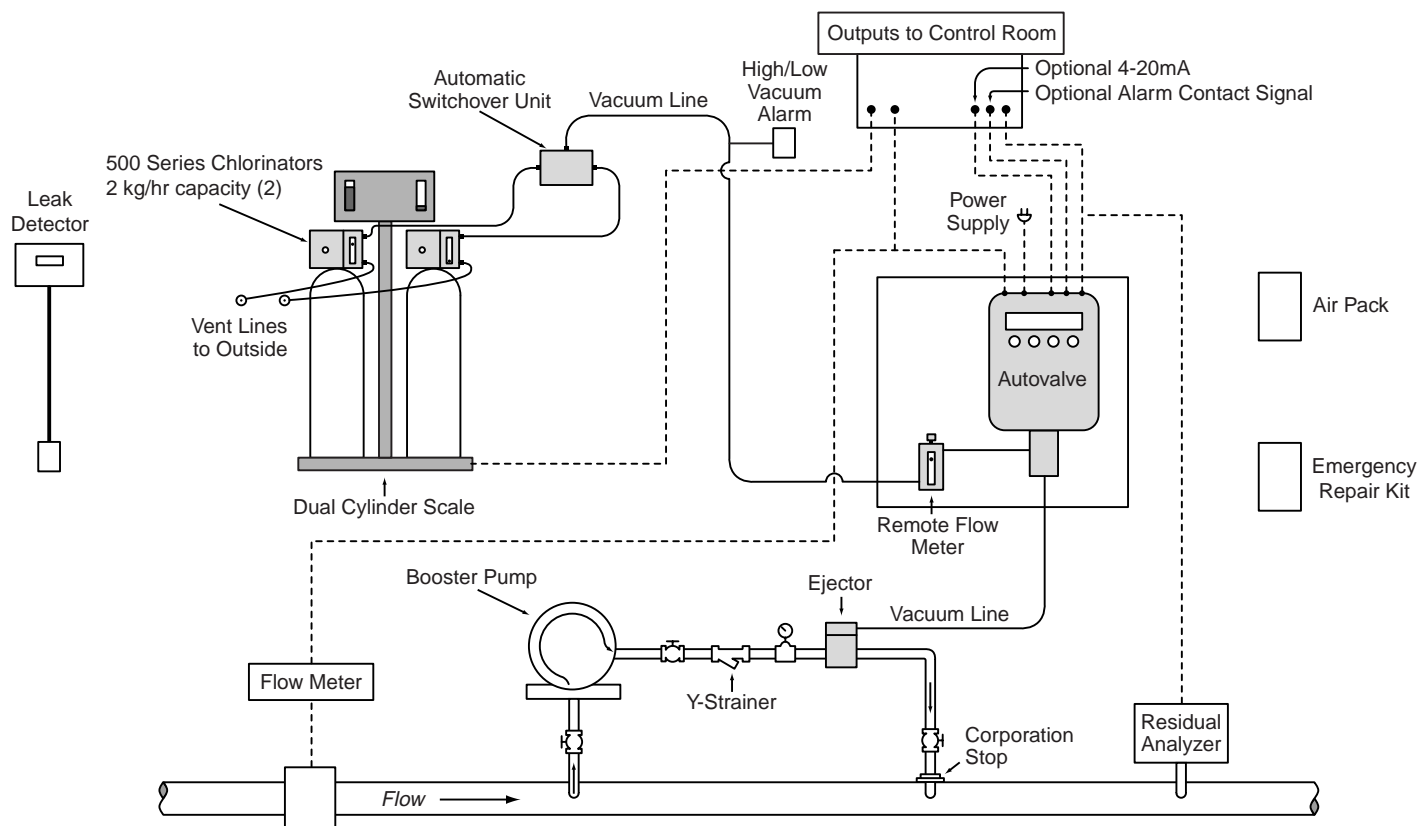 Outputs to Control Room
Optional 4-20mA
Optional Alarm Contact Signal
High/Low
Vacuum
Alarm
Automatic
Switchover Unit
Vacuum Line
500 Series Chlorinators
2 kg/hr capacity (2)
Leak
Detector
Power
Supply
Vent Lines
to Outside
Air Pack
Autovalve
Emergency
Repair Kit
Dual Cylinder Scale
Remote Flow
Meter
Booster Pump
Ejector
Vacuum Line
Flow Meter
Y-Strainer
Corporation
Stop
Residual
Analyzer
Flow